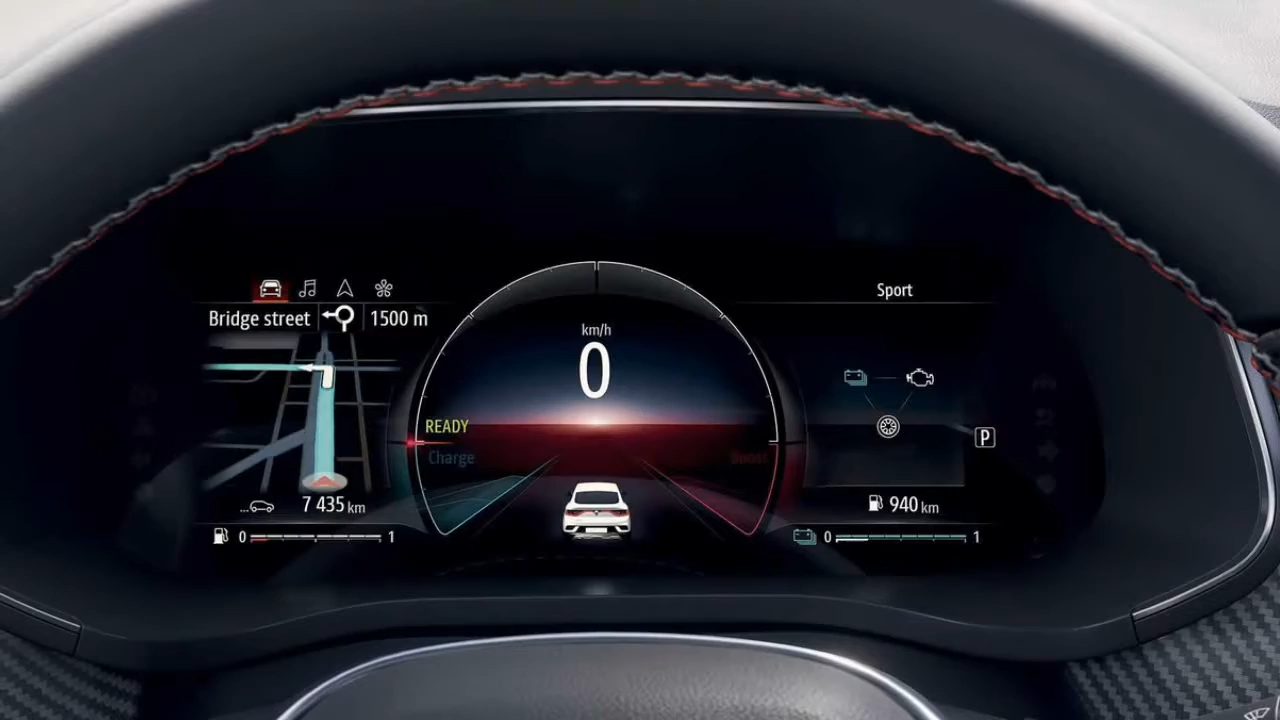 Sport
Bridge street 1500 m
km/h
0
READY
Charge
BOOST
P
7 435 km
940 km
0 1
0 1